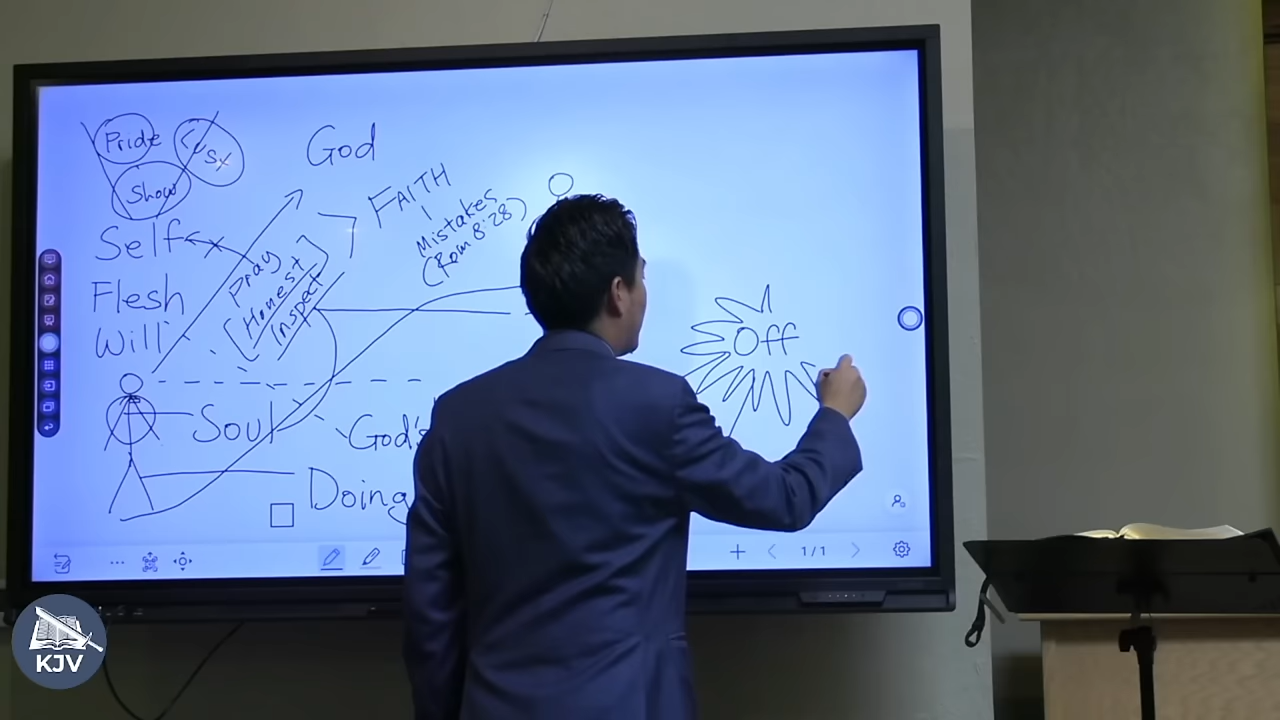 Pride
Show
God
FAITH
Mistakes
(Rom 8:28)
Self
Flesh
Will
Pray
Honest
Inspect
Off
Soul
God's
Doing
1/1
KJV